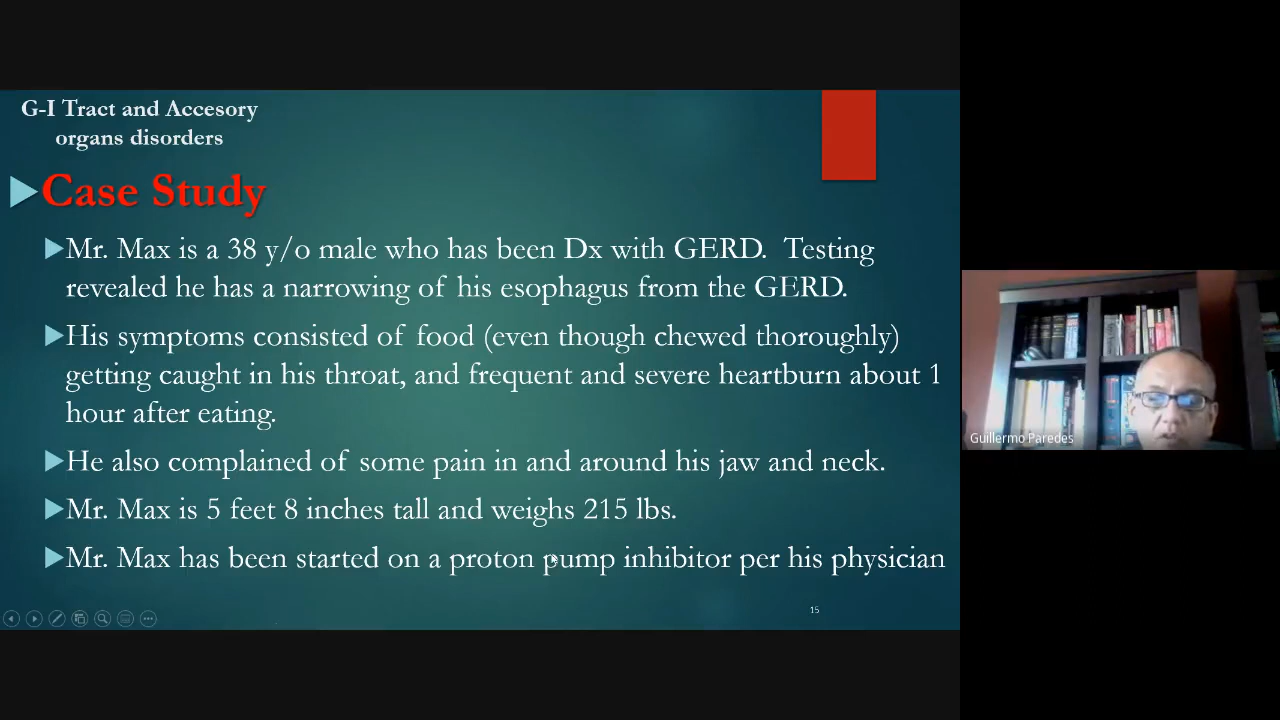 G-I Tract and Accesory
organs disorders
Case Study
Mr. Max is a 38 y/o male who has been Dx with GERD. Testing
revealed he has a narrowing of his esophagus from the GERD.
His symptoms consisted of food (even though chewed thoroughly)
getting caught in his throat, and frequent and severe heartburn about 1
hour after eating.
He also complained of some pain in and around his jaw and neck.
Mr. Max is 5 feet 8 inches tall and weighs 215 lbs.
Mr. Max has been started on a proton pump inhibitor per his physician
15
Guillermo Paredes